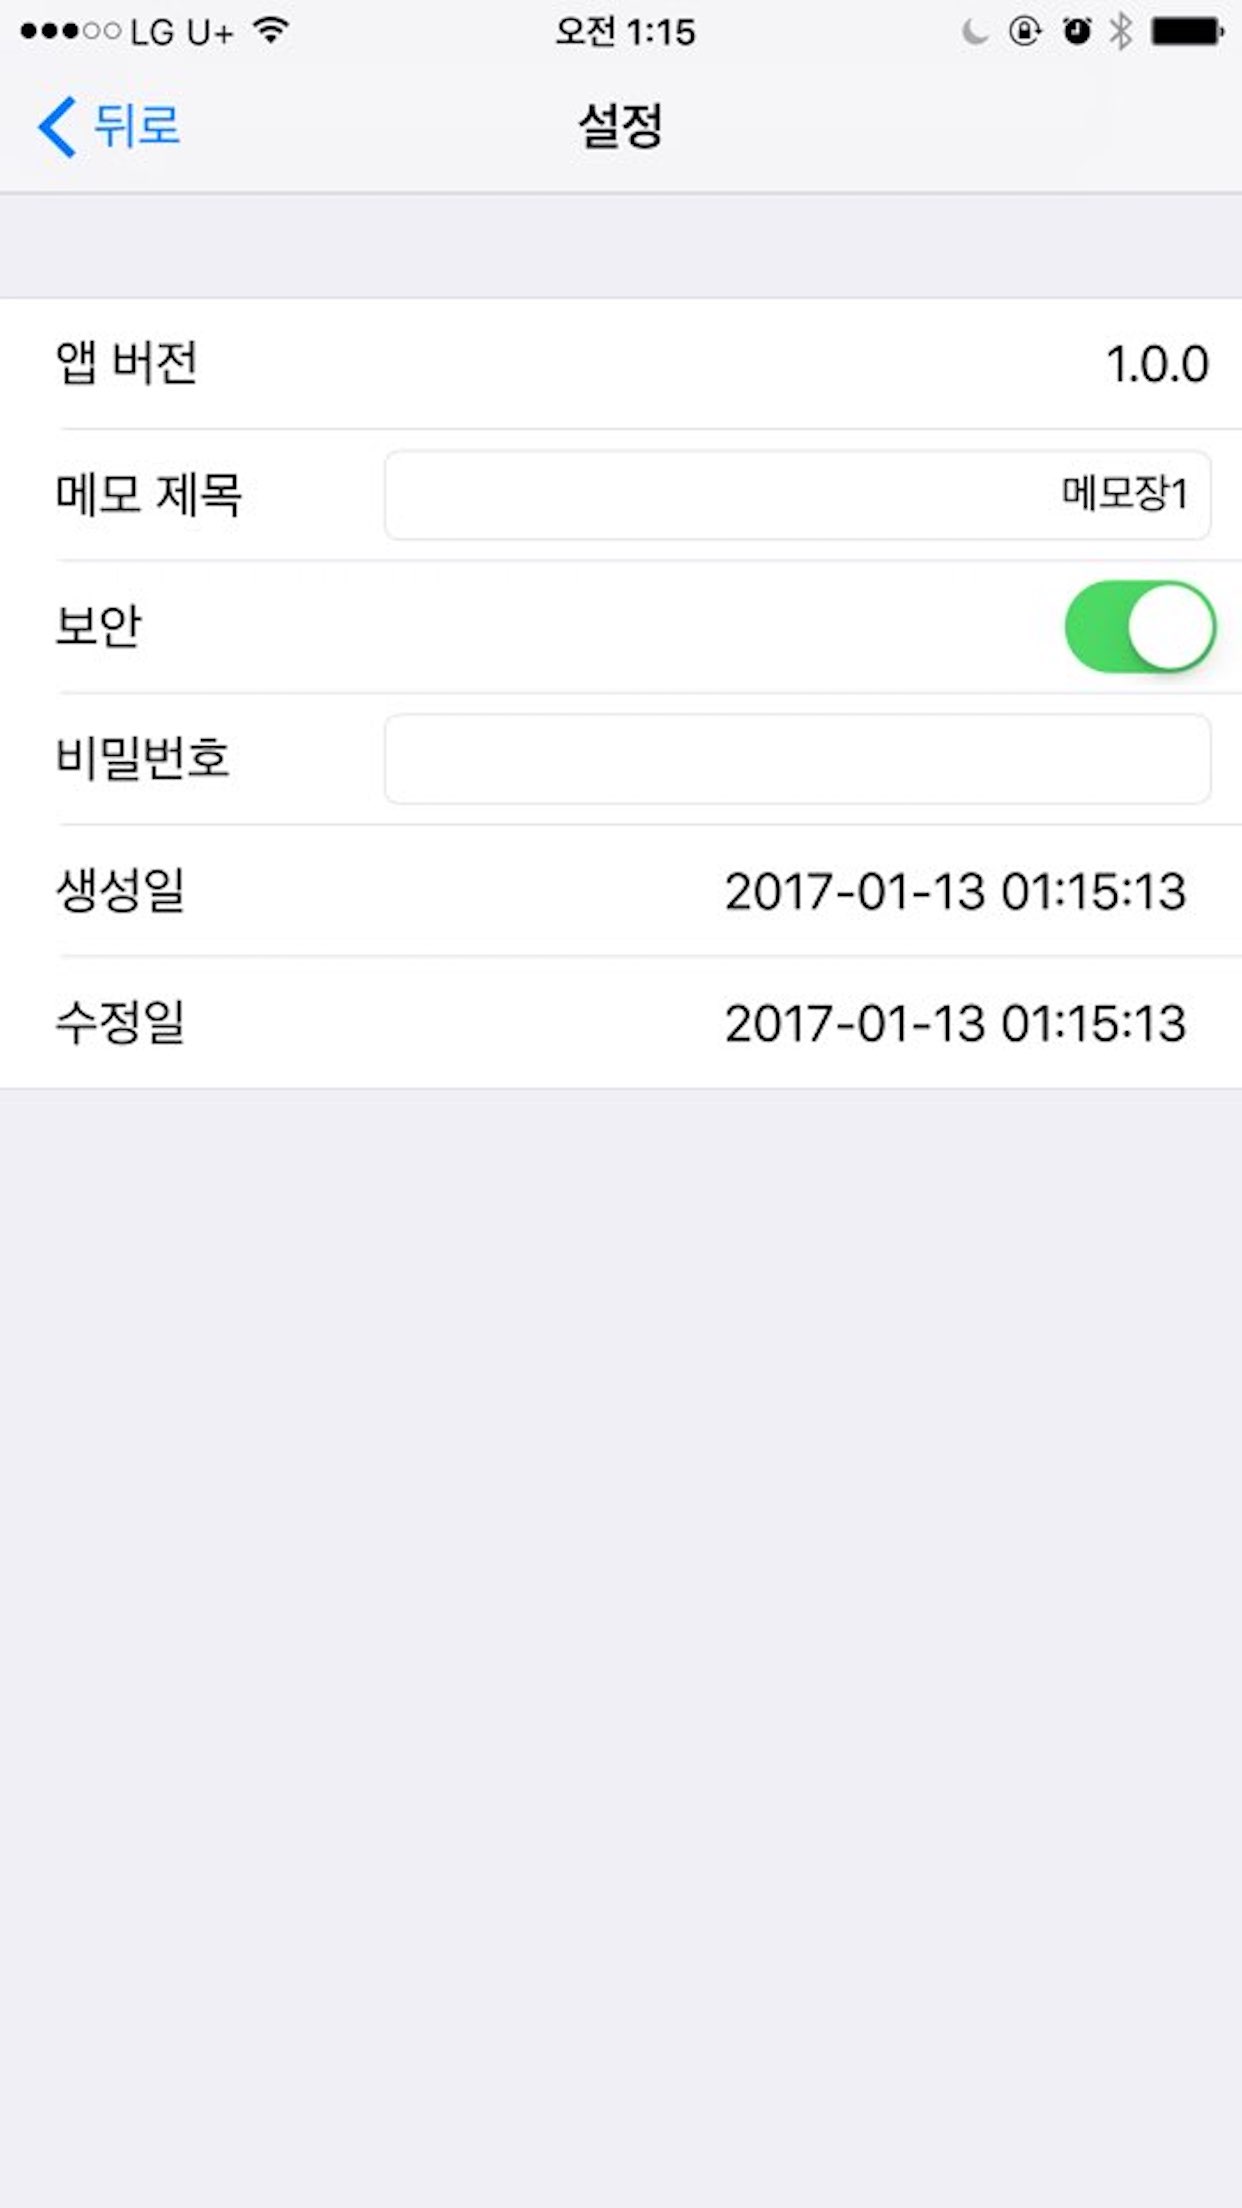 LG U+ 오전 1:15
뒤로 설정
앱 버전 1.0.0
메모 제목 메모장1
보안
비밀번호
생성일 2017-01-13 01:15:13
수정일 2017-01-13 01:15:13